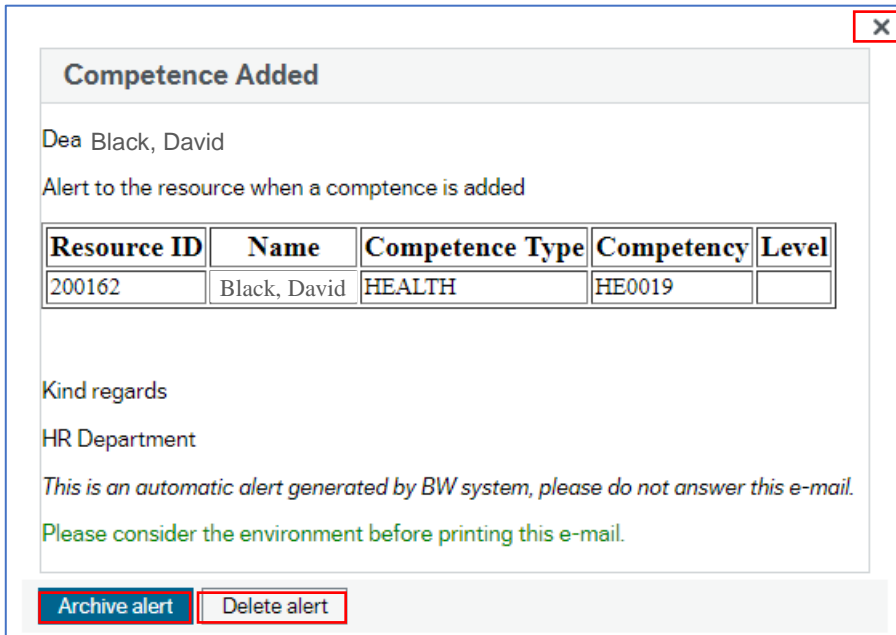 ×
Competence Added
Dea Black, David
Alert to the resource when a comptence is added
Resource ID Name Competence Type Competency Level
200162 Black, David HEALTH HE0019
Kind regards
HR Department
This is an automatic alert generated by BW system, please do not answer this e-mail.
Please consider the environment before printing this e-mail.
Archive alert Delete alert